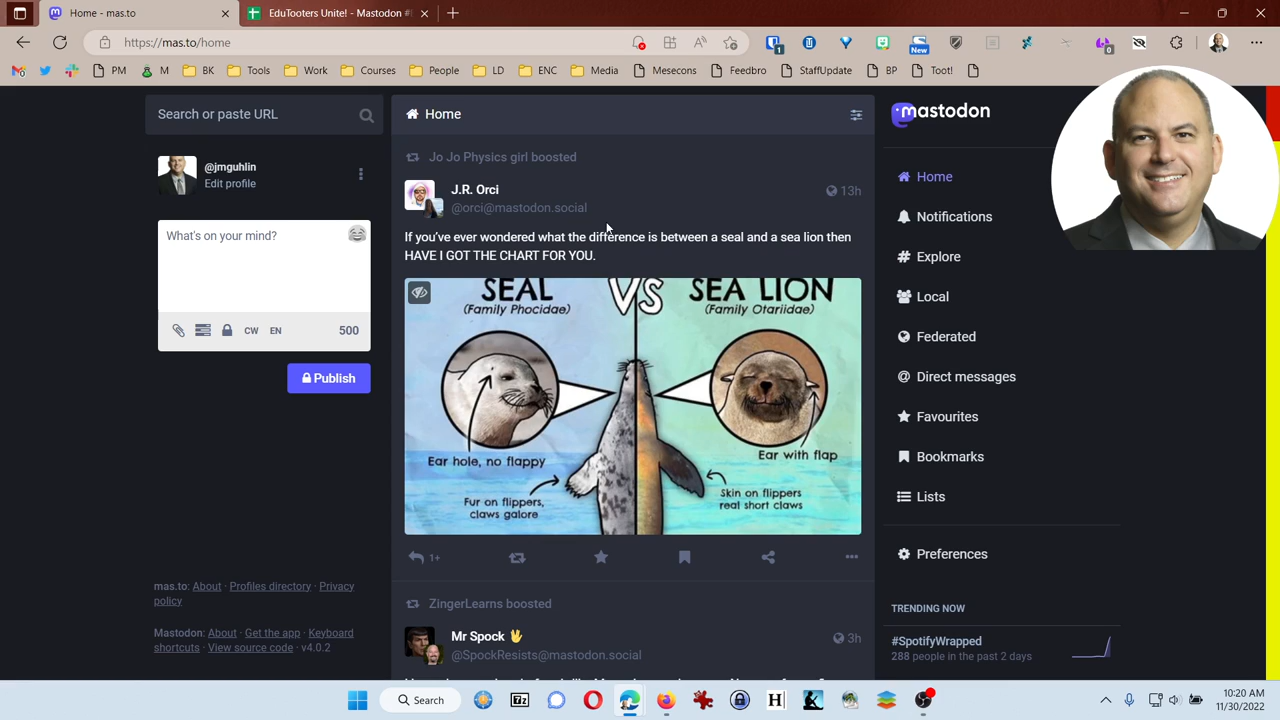 Home - mas.to
EduTooters Unite! - Mastodon #
https://mas.to/home
New
1
0
PM
M
BK
Tools
Work
Courses
People
LD
ENC
Media
Mesecons
Feedbro
StaffUpdate
BP
Toot!
Search or paste URL
@jmguhlin
Edit profile
What's on your mind?
CW
EN
500
Publish
mas.to: About · Profiles directory · Privacy
policy
Mastodon: About · Get the app · Keyboard
shortcuts · View source code · v4.0.2
Home
Jo Jo Physics girl boosted
J.R. Orci
13h
@orci@mastodon.social
If you've ever wondered what the difference is between a seal and a sea lion then
HAVE I GOT THE CHART FOR YOU.
SEAL VS SEA LION
(Family Phocidae)
(Family Otariidae)
Ear hole, no flappy
Ear with flap
Fur on flippers,
claws galore
Skin on flippers
real short claws
1+
ZingerLearns boosted
Mr Spock 🖖
3h
@SpockResists@mastodon.social
mastodon
Home
Notifications
Explore
Local
Federated
Direct messages
Favourites
Bookmarks
Lists
Preferences
TRENDING NOW
#SpotifyWrapped
288 people in the past 2 days
Search
7z
H
10:20 AM
11/30/2022